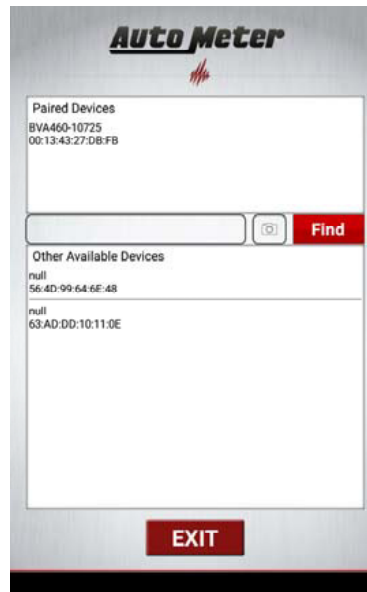 Auto Meter
Paired Devices
BVA460-10725
00:13:43:27:DB:FB
Find
Other Available Devices
null
56:4D:99:64:6E:48
null
63:AD:DD:10:11:0E
EXIT